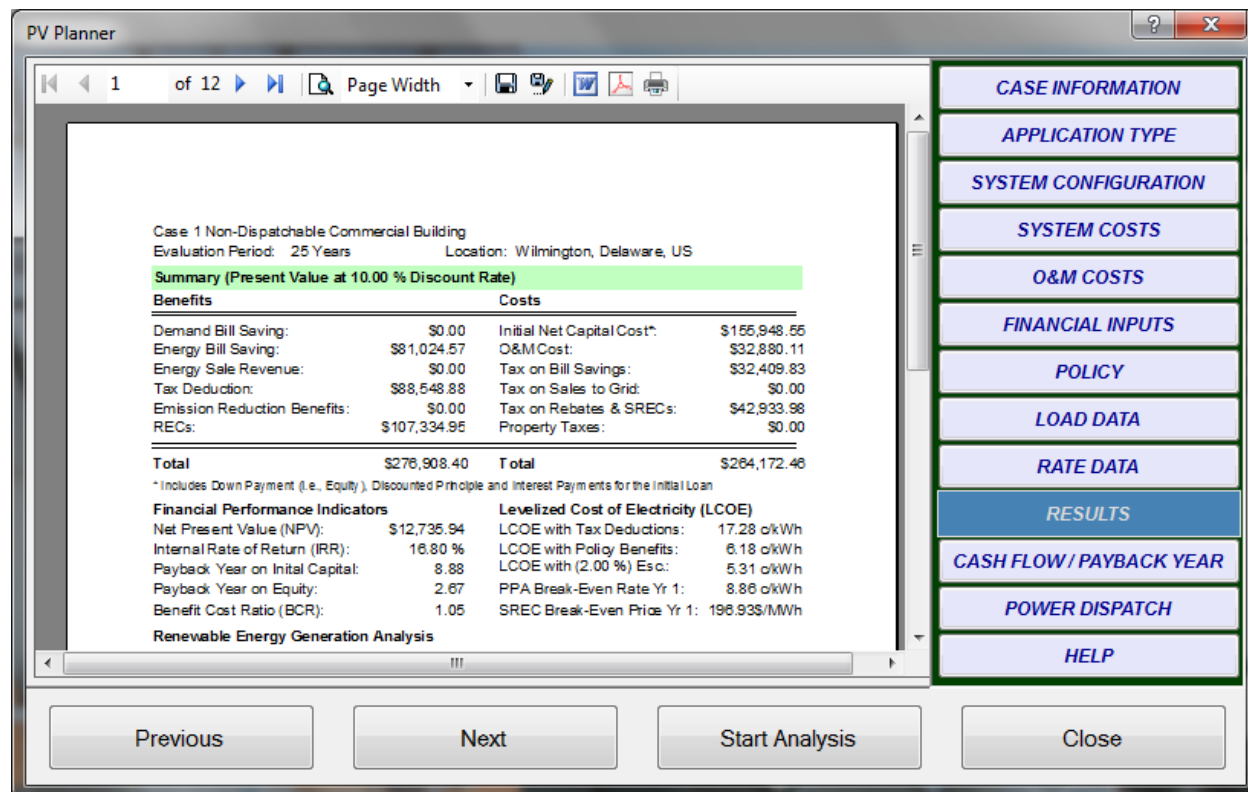 PV Planner
1 of 12 Page Width
Case 1 Non-Dispatchable Commercial Building
Evaluation Period: 25 Years Location: Wilmington, Delaware, US
Summary (Present Value at 10.00 % Discount Rate)
Benefits Costs
Demand Bill Saving: $0.00 Initial Net Capital Cost*: $155,948.55
Energy Bill Saving: $81,024.57 O&M Cost: $32,880.11
Energy Sale Revenue: $0.00 Tax on Bill Savings: $32,409.83
Tax Deduction: $88,548.88 Tax on Sales to Grid: $0.00
Emission Reduction Benefits: $0.00 Tax on Rebates & SRECs: $42,933.98
RECs: $107,334.95 Property Taxes: $0.00
Total $276,908.40 Total $264,172.46
* Includes Down Payment (i.e., Equity), Discounted Principle and Interest Payments for the Initial Loan
Financial Performance Indicators Levelized Cost of Electricity (LCOE)
Net Present Value (NPV): $12,735.94 LCOE with Tax Deductions: 17.28 c/kWh
Internal Rate of Return (IRR): 16.80 % LCOE with Policy Benefits: 6.18 c/kWh
Payback Year on Inital Capital: 8.88 LCOE with (2.00 %) Esc.: 5.31 c/kWh
Payback Year on Equity: 2.67 PPA Break-Even Rate Yr 1: 8.86 c/kWh
Benefit Cost Ratio (BCR): 1.05 SREC Break-Even Price Yr 1: 196.93$/MWh
Renewable Energy Generation Analysis
CASE INFORMATION
APPLICATION TYPE
SYSTEM CONFIGURATION
SYSTEM COSTS
O&M COSTS
FINANCIAL INPUTS
POLICY
LOAD DATA
RATE DATA
RESULTS
CASH FLOW / PAYBACK YEAR
POWER DISPATCH
HELP
Previous Next Start Analysis Close